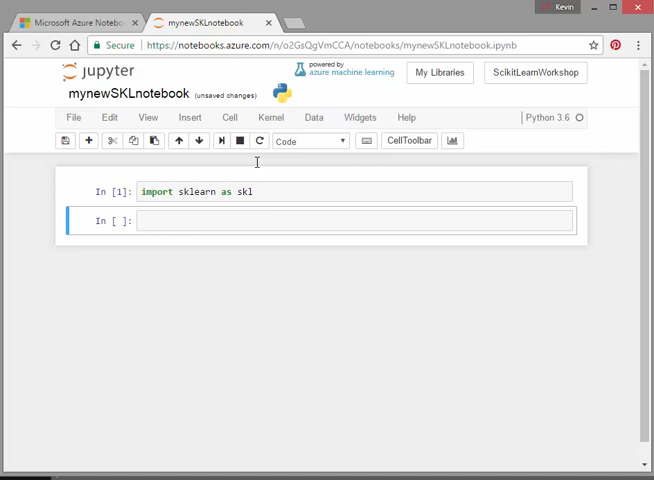 Kevin
Microsoft Azure Notebo
mynewSKLnotebook
Secure
https://notebooks.azure.com/n/o2GsQgVmCCA/notebooks/mynewSKLnotebook.ipynb
jupyter
powered by
azure machine learning
My Libraries
ScikitLearnWorkshop
mynewSKLnotebook (unsaved changes)
File Edit View Insert Cell Kernel Data Widgets Help
Python 3.6
Code
CellToolbar
In [1]: import sklearn as skl
In [ ]: